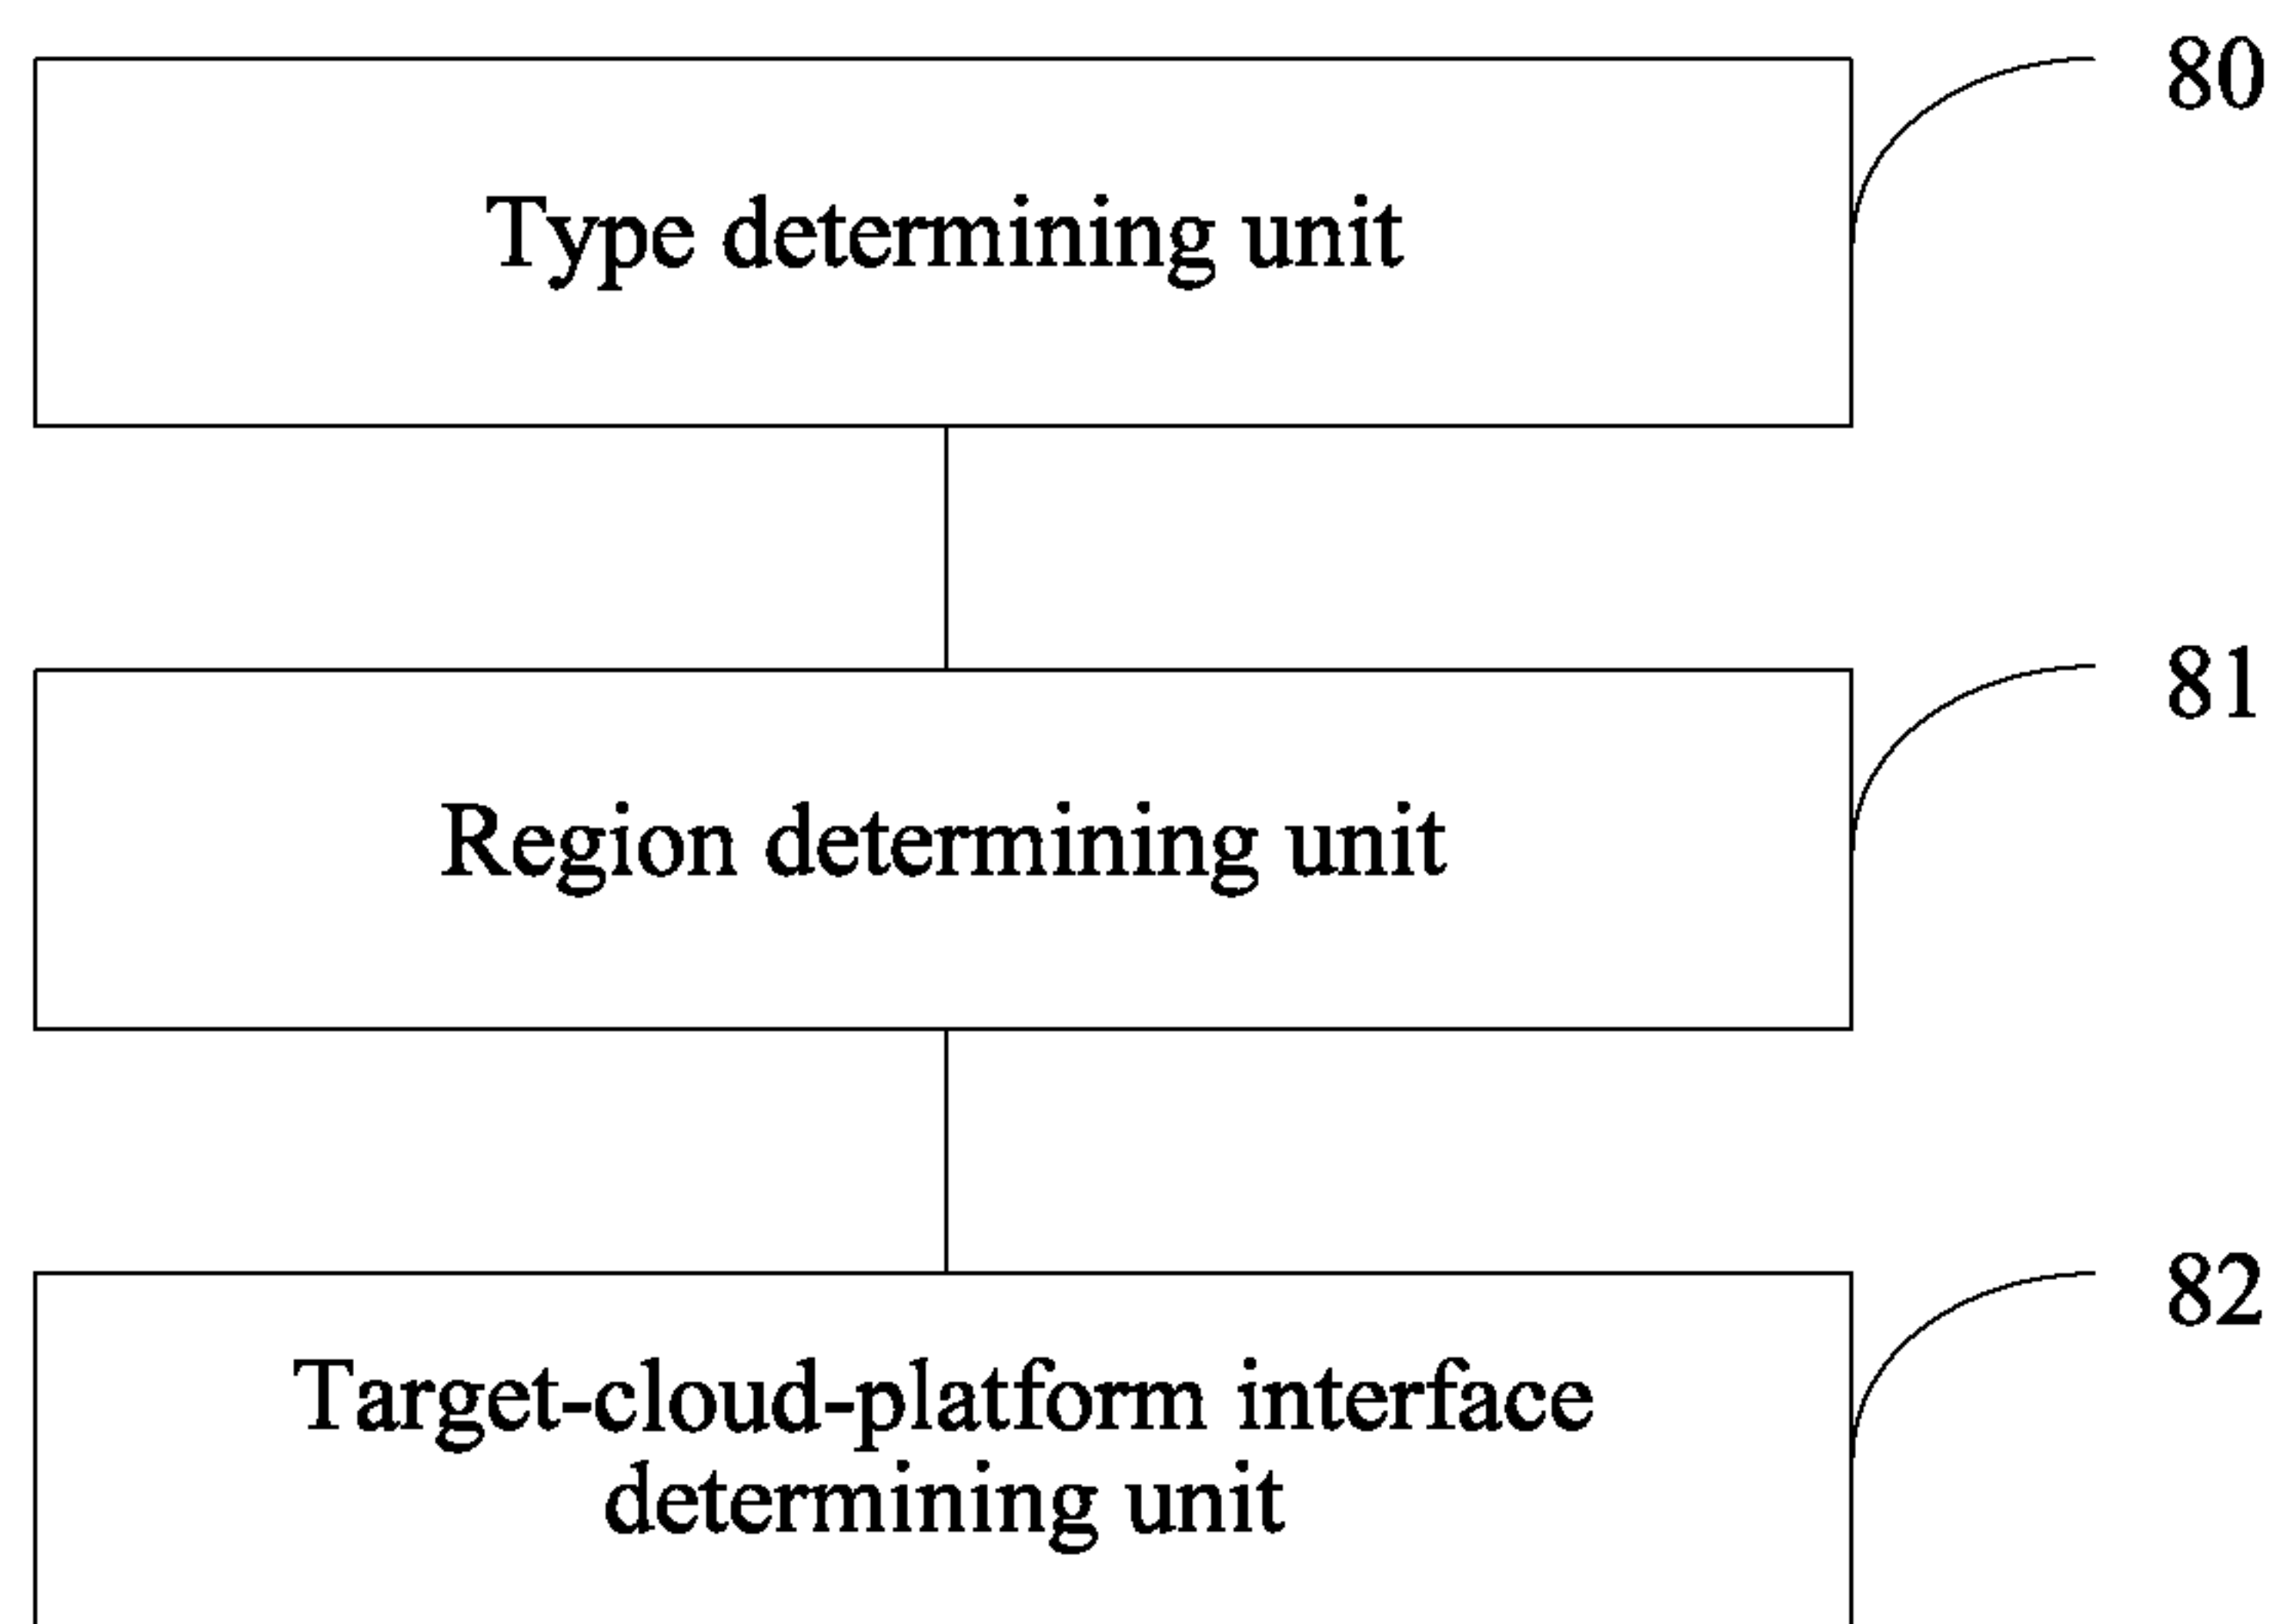 80
Type determining unit
81
Region determining unit
82
Target-cloud-platform interface
determining unit